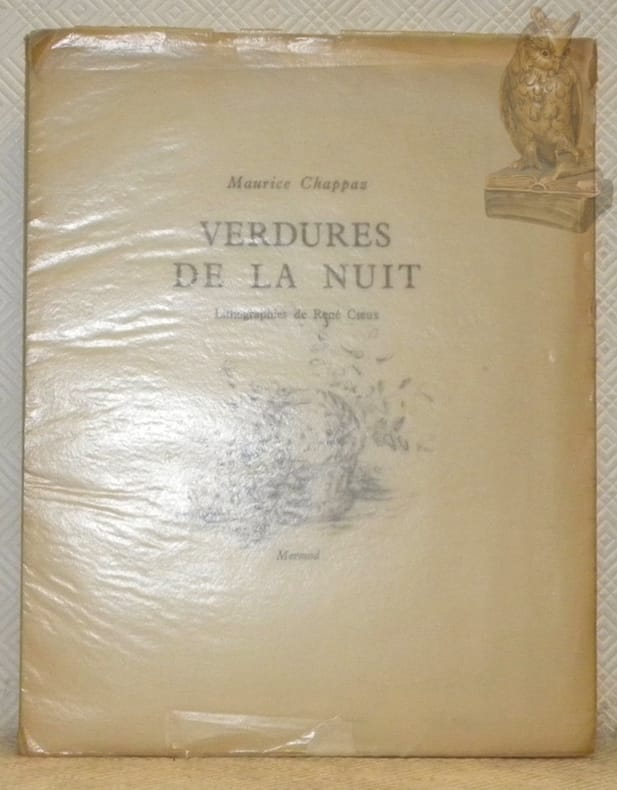 Maurice Chappaz
VERDURES
DE LA NUIT
Lithographies de René Creux
Mermod